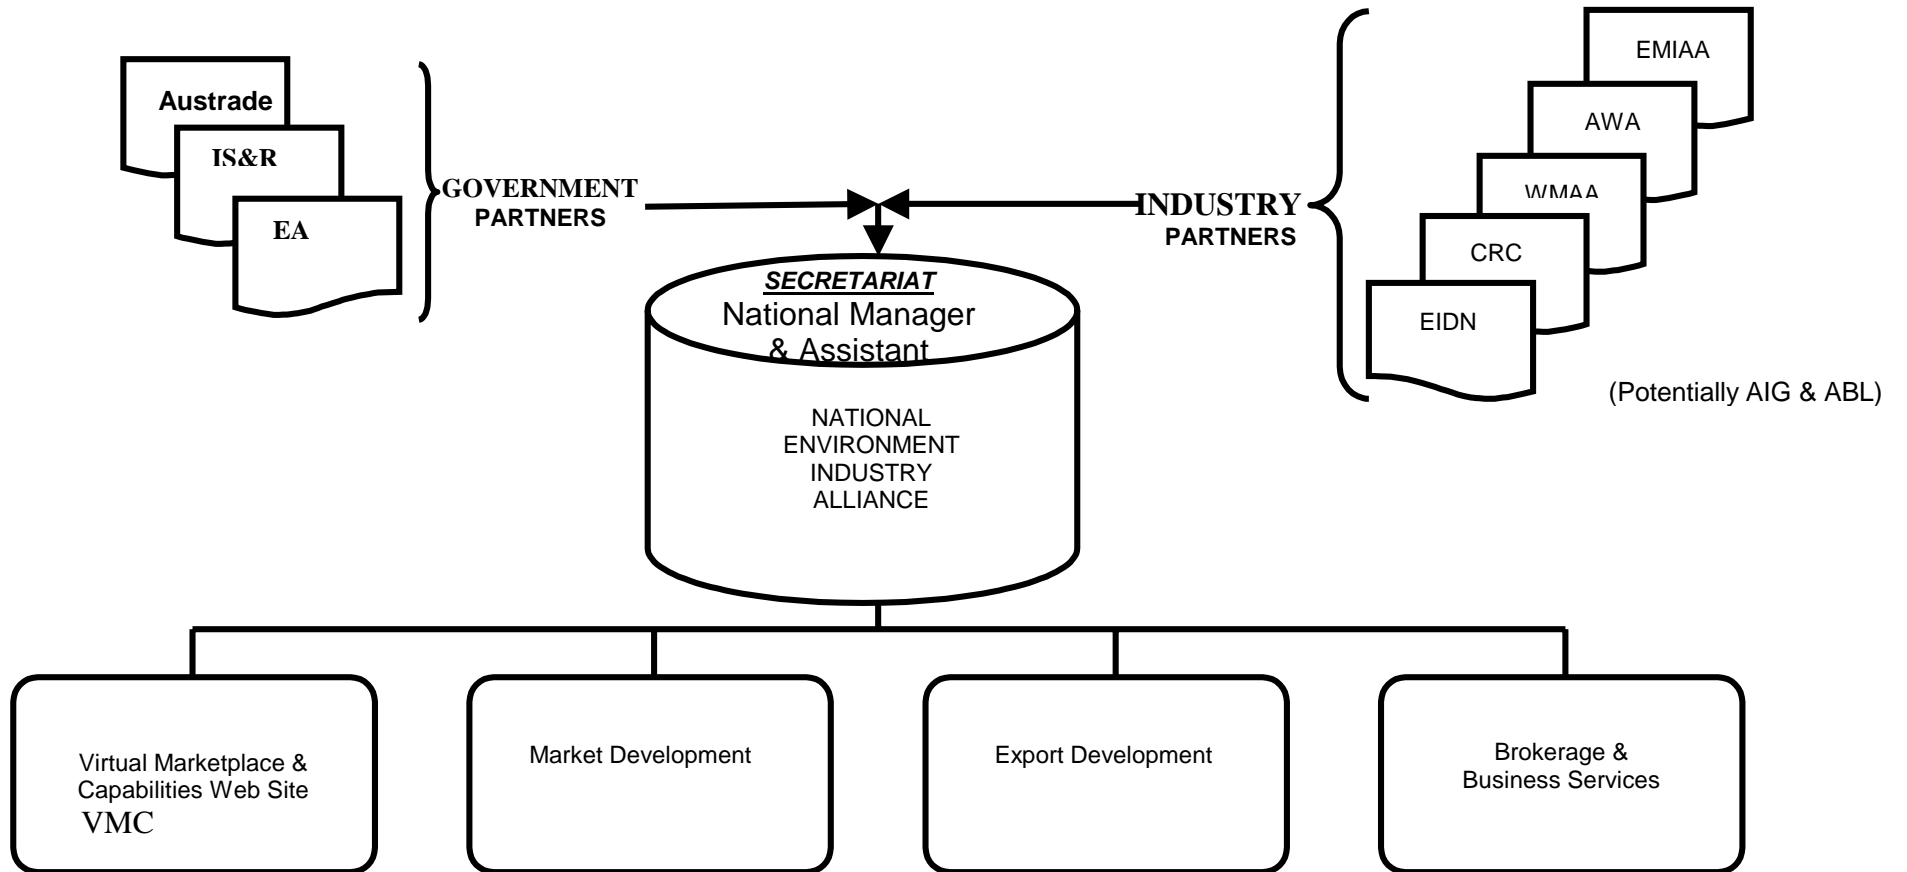 Austrade
IS&R
EA
GOVERNMENT
PARTNERS
INDUSTRY
PARTNERS
EMIAA
AWA
WMAA
CRC
EIDN
(Potentially AIG & ABL)
SECRETARIAT
National Manager
& Assistant
NATIONAL
ENVIRONMENT
INDUSTRY
ALLIANCE
Virtual Marketplace &
Capabilities Web Site
VMC
Market Development
Export Development
Brokerage &
Business Services